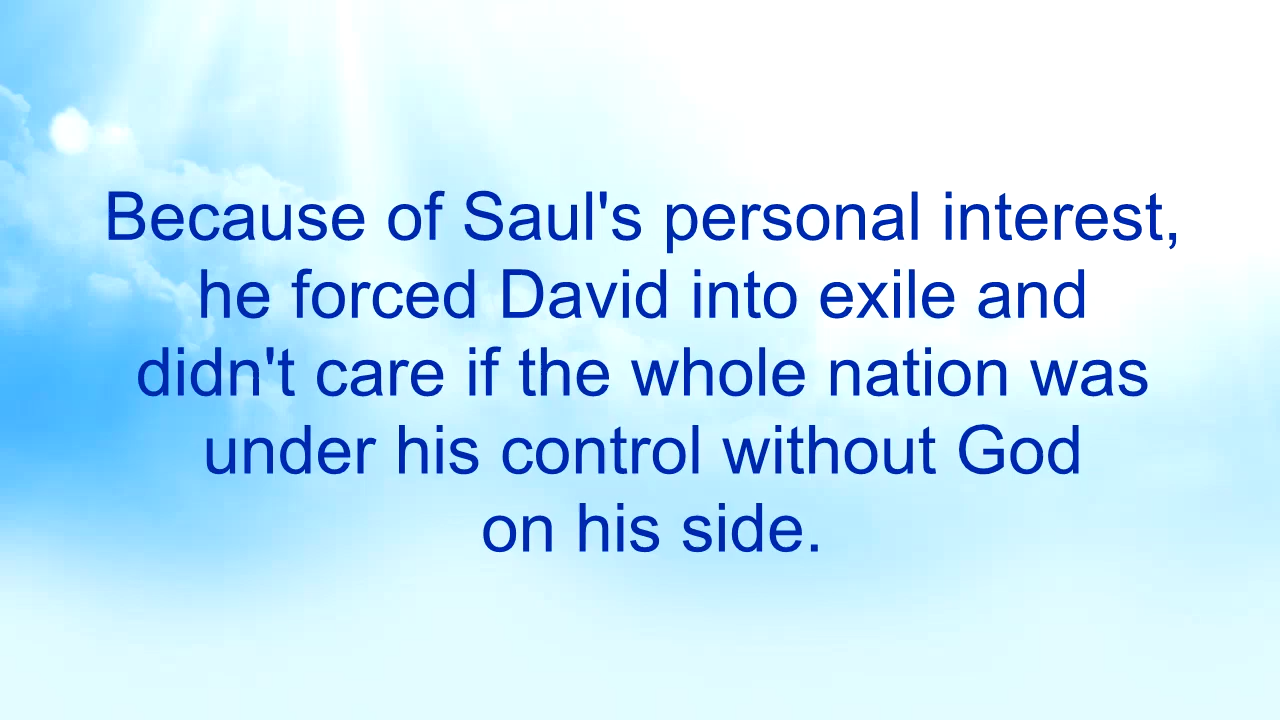 Because of Saul's personal interest,
he forced David into exile and
didn't care if the whole nation was
under his control without God
on his side.